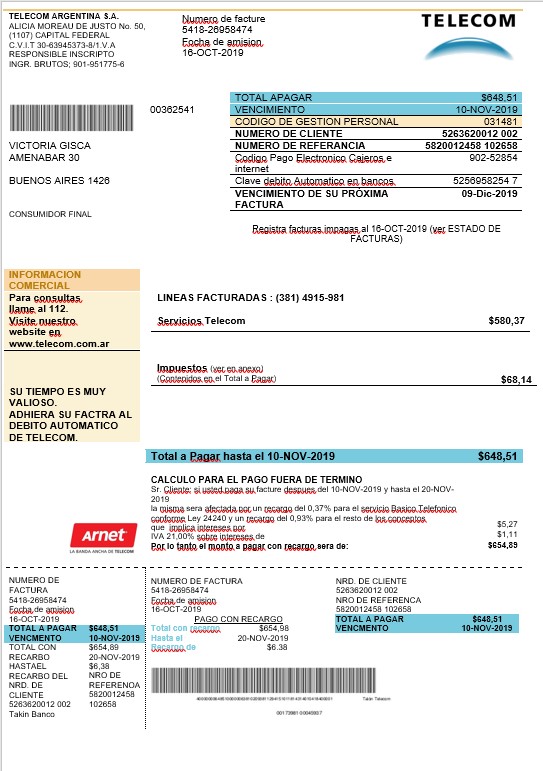 TELECOM ARGENTINA S.A.
ALICIA MOREAU DE JUSTO No. 50,
(1107) CAPITAL FEDERAL
C.V.I.T 30-63945373-8/1.V.A
RESPONSIBLE INSCRIPTO
INGR. BRUTOS; 901-951775-6
Numero de facture
5418-26958474
Focha de amision
16-OCT-2019
TELECOM
00362541
VICTORIA GISCA
AMENABAR 30
BUENOS AIRES 1426
CONSUMIDOR FINAL
TOTAL APAGAR $648,51
VENCIMIENTO 10-NOV-2019
CODIGO DE GESTION PERSONAL 031481
NUMERO DE CLIENTE 5263620012 002
NUMERO DE REFERANCIA 5820012458 102658
Codigo Pago Electronico Cajeros e 902-52854
internet
Clave debito Automatico en bancos. 5256958254 7
VENCIMIENTO DE SU PRÓXIMA 09-Dic-2019
FACTURA
Registra facturas impagas al 16-OCT-2019 (ver ESTADO DE
FACTURAS)
INFORMACION
COMERCIAL
Para consultas
llame al 112.
Visite nuestro
website en
www.telecom.com.ar
SU TIEMPO ES MUY
VALIOSO.
ADHIERA SU FACTRA AL
DEBITO AUTOMATICO
DE TELECOM.
LINEAS FACTURADAS : (381) 4915-981
Servicios Telecom $580,37
Impuestos (ver en anexo)
(Contenidos en el Total a Pagar) $68,14
Total a Pagar hasta el 10-NOV-2019 $648,51
CALCULO PARA EL PAGO FUERA DE TERMINO
Sr. Cliente: si usted paga su facture despues del 10-NOV-2019 y hasta el 20-NOV-
2019
la misma sera afectada por un recargo del 0,37% para el servicio Basico Telefonico
conforme Ley 24240 y un recargo del 0,93% para el resto de los conceptos.
que implica intereses por $5,27
IVA 21,00% sobre intereses de $1,11
Por lo tanto el monto a pagar con recargo sera de: $654,89
arnet
LA BANDA ANCHA DE TELECOM
NUMERO DE
FACTURA
5418-26958474
Focha de amision
16-OCT-2019
TOTAL A PAGAR $648,51
VENCMENTO 10-NOV-2019
TOTAL CON $654,89
RECARBO 20-NOV-2019
HASTAEL $6,38
RECARBO DEL NRO DE
NRD. DE REFERENOA
CLIENTE 5820012458
5263620012 002 102658
Takin Banco
NUMERO DE FACTURA
5418-26958474
Focha de amision
16-OCT-2019
PAGO CON RECARGO
Total con recargo $654,98
Hasta el 20-NOV-2019
Recargo de $6.38
NRD. DE CLIENTE
5263620012 002
NRO DE REFERENCA
5820012458 102658
TOTAL A PAGAR $648,51
VENCMENTO 10-NOV-2019
Takin Telecom